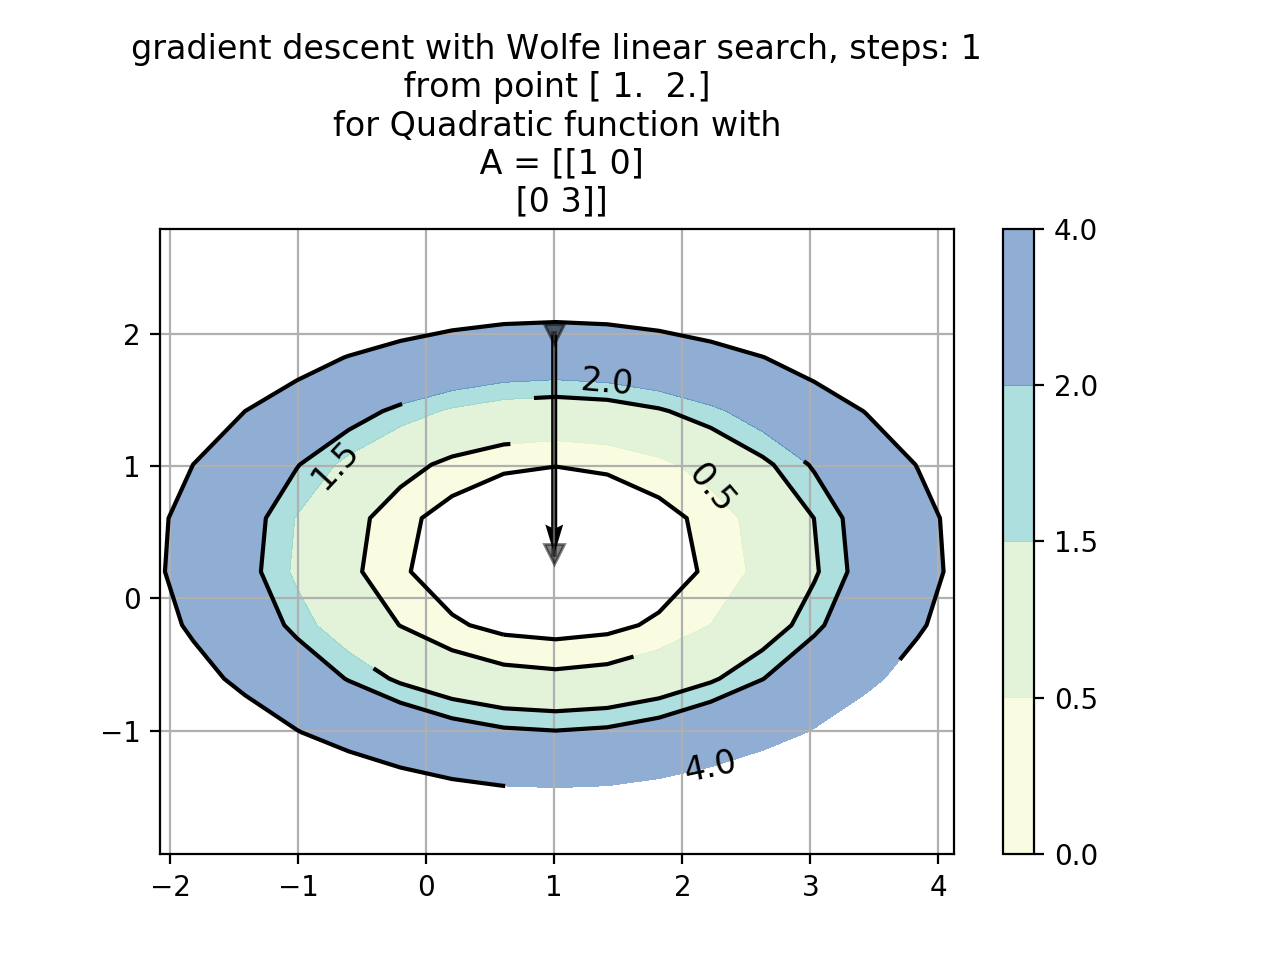 gradient descent with Wolfe linear search, steps: 1
from point [ 1.  2.]
for Quadratic function with
A = [[1 0]
[0 3]]
4.0
2
2.0
2.0
1.5
0.5
1
1.5
0
0.5
−1
4.0
0.0
−2 −1 0 1 2 3 4